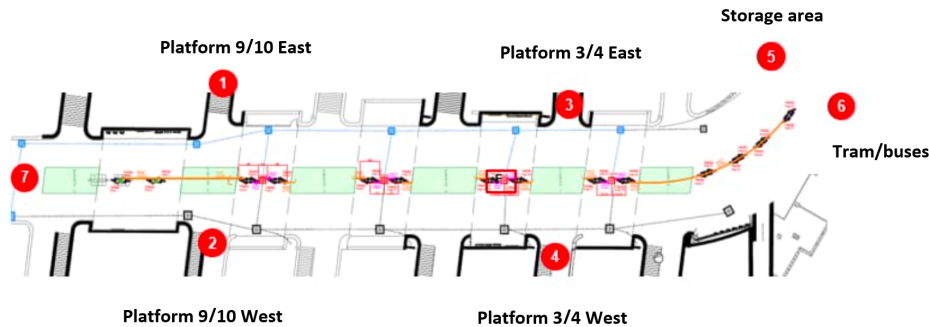 Storage area
Platform 9/10 East
Platform 3/4 East
5
1
3
6
Tram/buses
7
F
2
4
Platform 9/10 West
Platform 3/4 West